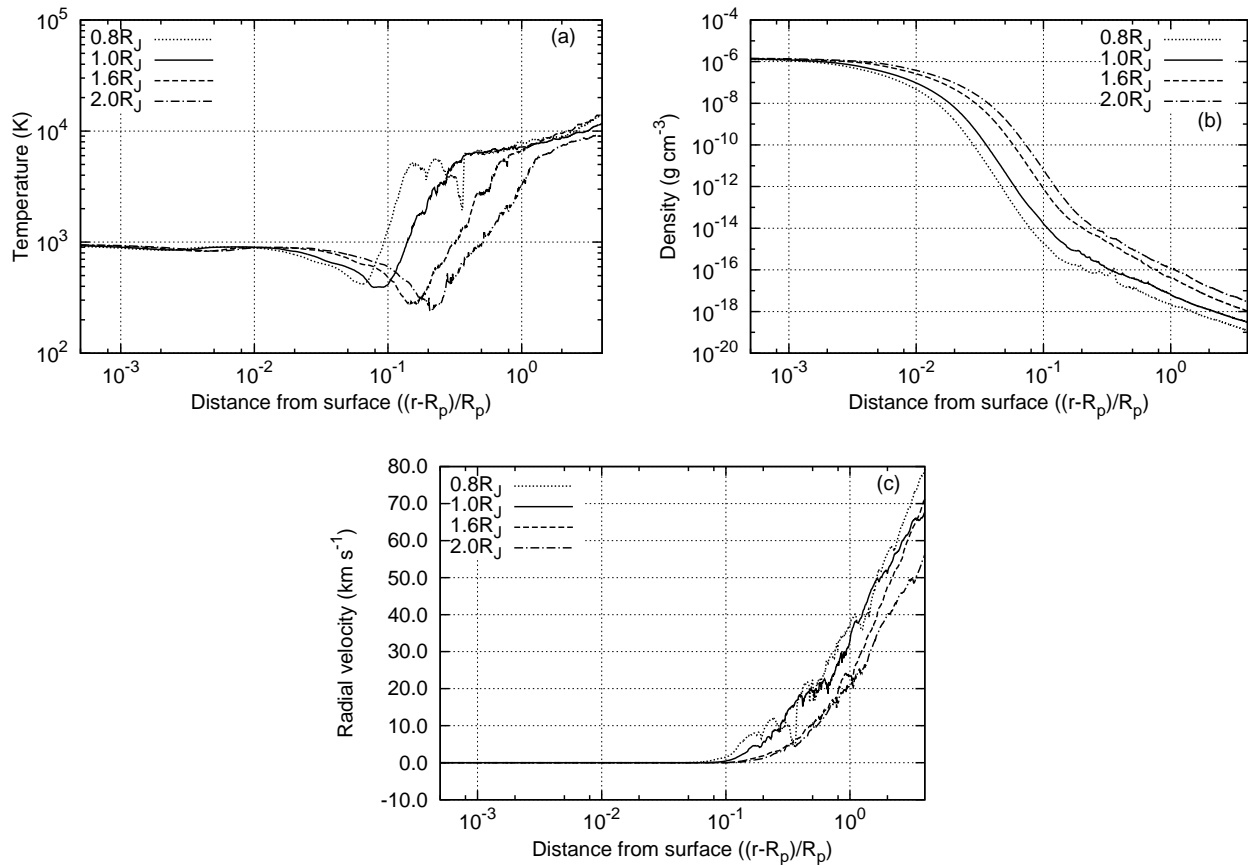 (a)
0.8R_J
1.0R_J
1.6R_J
2.0R_J
10^5
10^4
10^3
10^2
Temperature (K)
10^-3 10^-2 10^-1 10^0
Distance from surface ((r-R_p)/R_p)
0.8R_J
1.0R_J
1.6R_J
2.0R_J
(b)
10^0
10^-2
10^-4
10^-6
10^-8
10^-10
10^-12
10^-14
10^-16
10^-18
10^-20
Density (g cm^-3)
10^-3 10^-2 10^-1 10^0
Distance from surface ((r-R_p)/R_p)
(c)
0.8R_J
1.0R_J
1.6R_J
2.0R_J
80.0
70.0
60.0
50.0
40.0
30.0
20.0
10.0
0.0
-10.0
Radial velocity (km s^-1)
10^-3 10^-2 10^-1 10^0
Distance from surface ((r-R_p)/R_p)